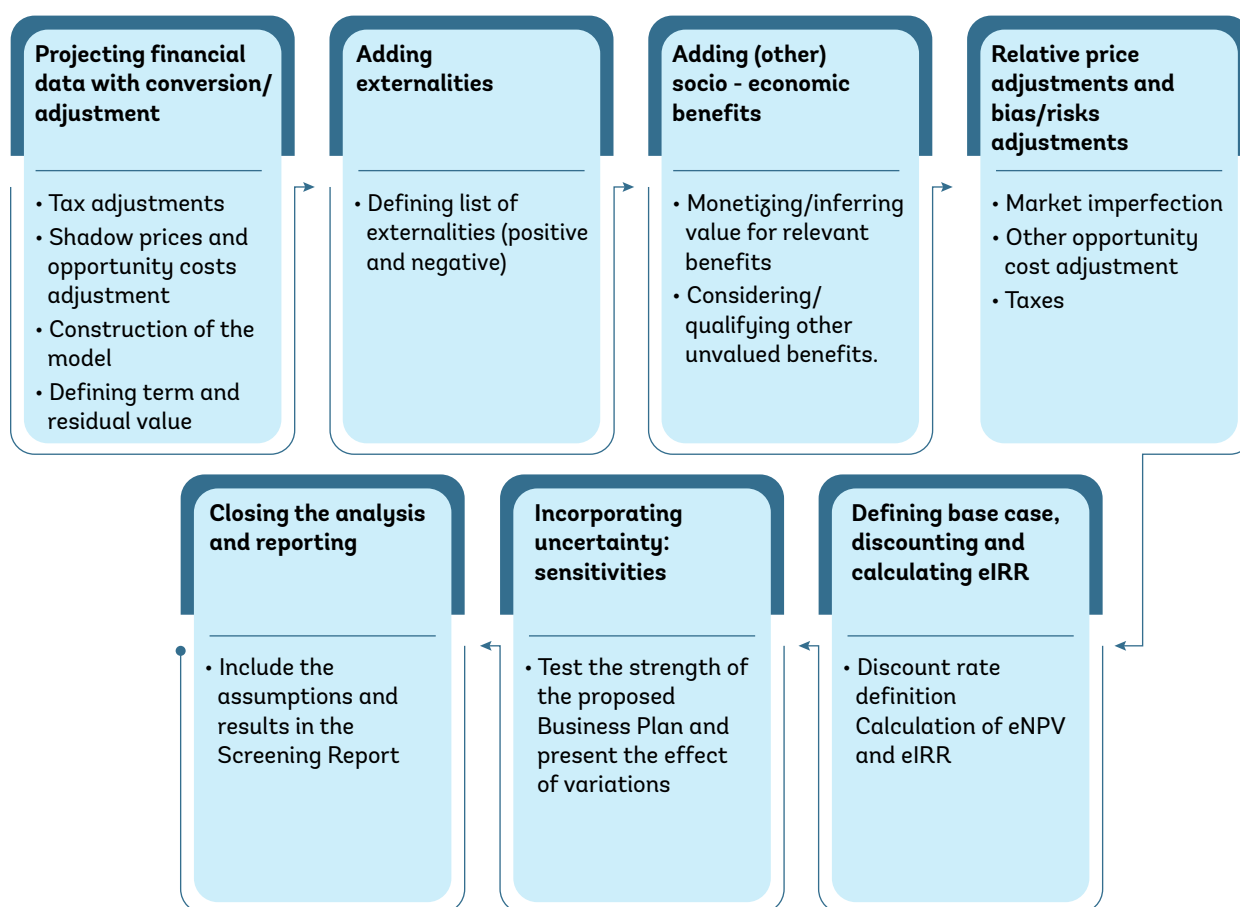 Projecting financial
data with conversion/
adjustment
• Tax adjustments
• Shadow prices and
opportunity costs
adjustment
• Construction of the
model
• Defining term and
residual value
Adding
externalities
• Defining list of
externalities (positive
and negative)
Adding (other)
socio - economic
benefits
• Monetizing/inferring
value for relevant
benefits
• Considering/
qualifying other
unvalued benefits.
Relative price
adjustments and
bias/risks
adjustments
• Market imperfection
• Other opportunity
cost adjustment
• Taxes
Defining base case,
discounting and
calculating eIRR
• Discount rate
definition
Calculation of eNPV
and eIRR
Incorporating
uncertainty:
sensitivities
• Test the strength of
the proposed
Business Plan and
present the effect
of variations
Closing the analysis
and reporting
• Include the
assumptions and
results in the
Screening Report